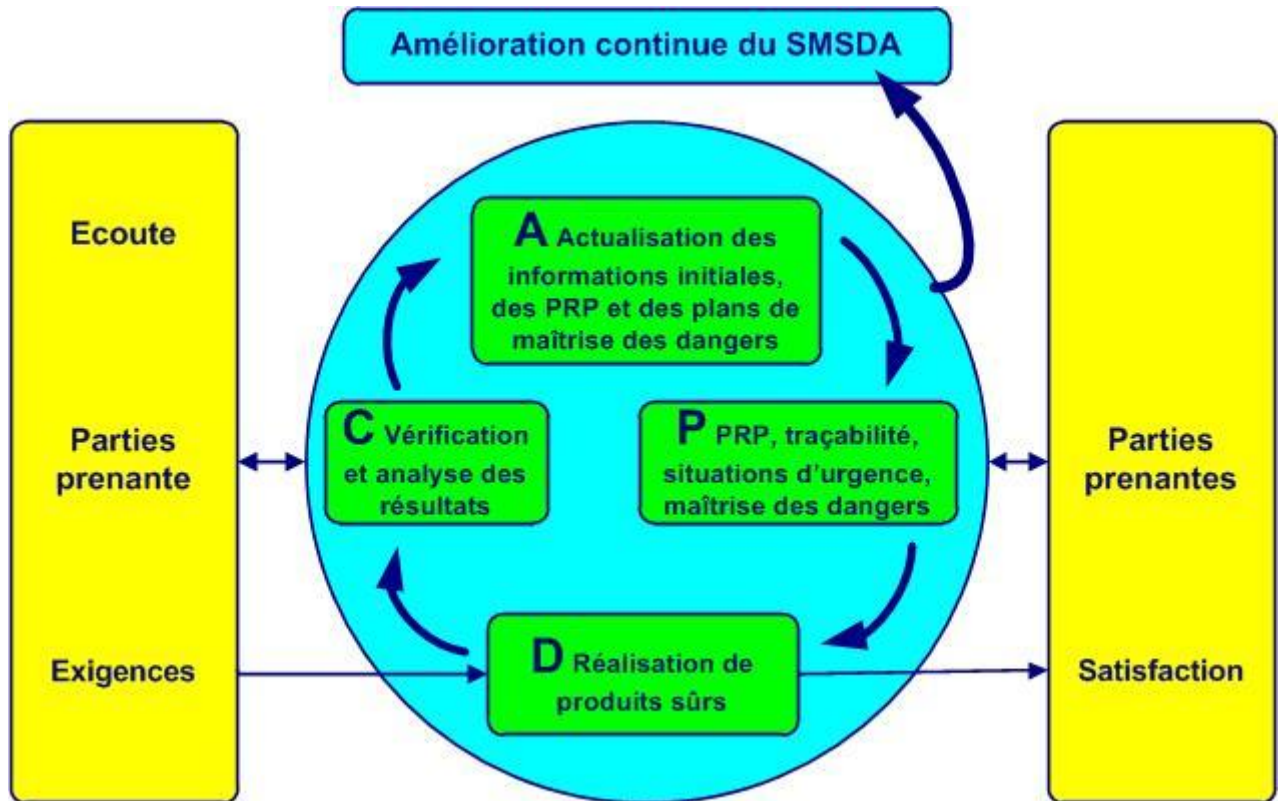 Amélioration continue du SMSDA
Ecoute
Parties
prenante
Exigences
A Actualisation des
informations initiales,
des PRP et des plans de
maîtrise des dangers
C Vérification
et analyse des
résultats
P PRP, traçabilité,
situations d'urgence,
maîtrise des dangers
D Réalisation de
produits sûrs
Parties
prenantes
Satisfaction